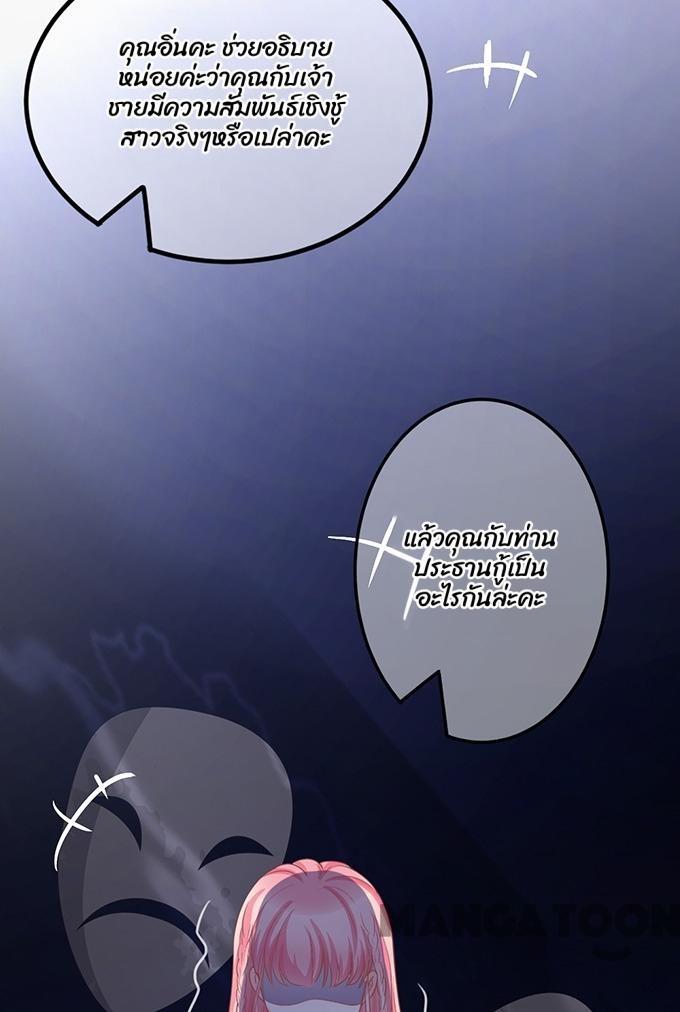 คุณอิ่นคะ ช่วยอธิบาย
หน่อยค่ะว่าคุณกับเจ้า
ชายมีความสัมพันธ์เชิงชู้
สาวจริงๆหรือเปล่าคะ
แล้วคุณกับท่าน
ประธานกู้เป็น
อะไรกันล่ะคะ
MANGATOON